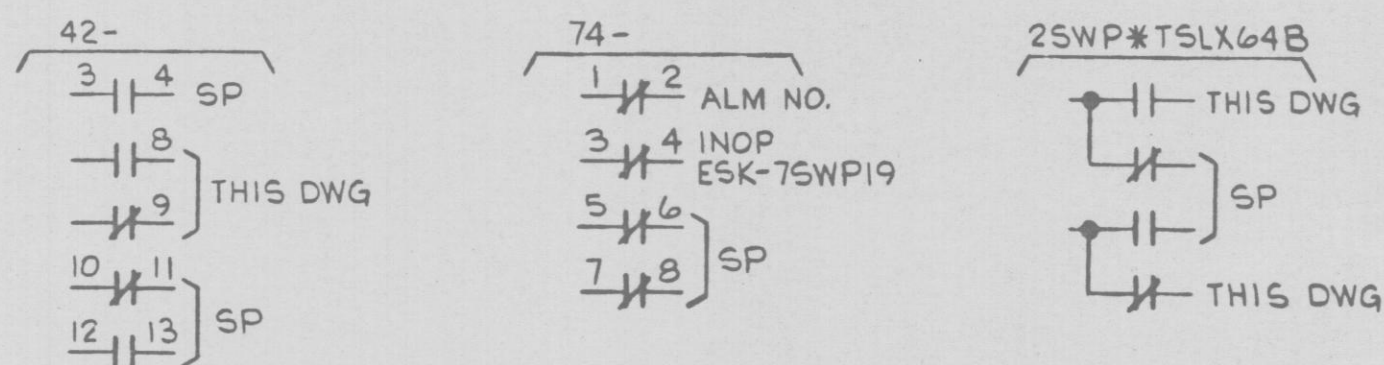 42-
3 4 SP
8
THIS DWG
9
10 11
SP
12 13
74-
1 2 ALM NO.
3 4 INOP
ESK-7SWP19
5 6
SP
7 8
2SWP*TSLX64B
THIS DWG
SP
THIS DWG